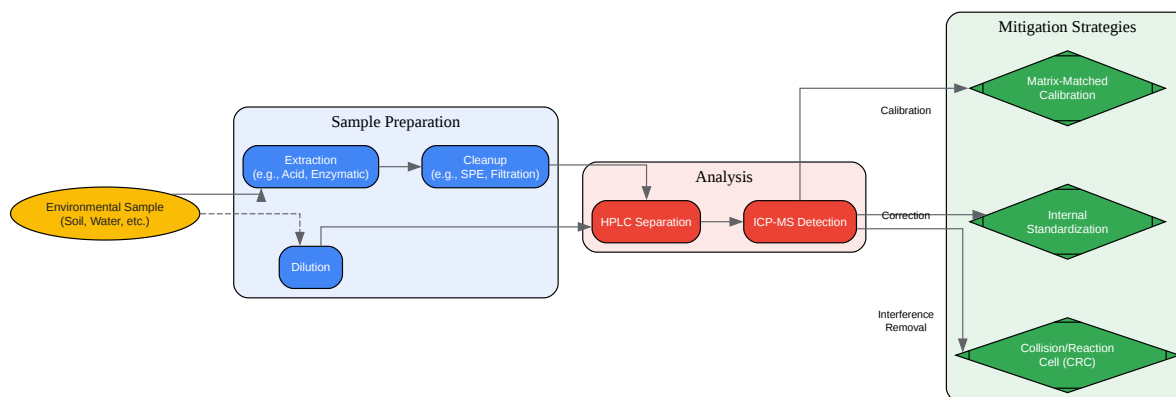 Mitigation Strategies
Matrix-Matched
Calibration
Calibration
Sample Preparation
Extraction
(e.g., Acid, Enzymatic)
Cleanup
(e.g., SPE, Filtration)
Analysis
Environmental Sample
(Soil, Water, etc.)
HPLC Separation
ICP-MS Detection
Correction
Internal
Standardization
Dilution
Interference
Removal
Collision/Reaction
Cell (CRC)